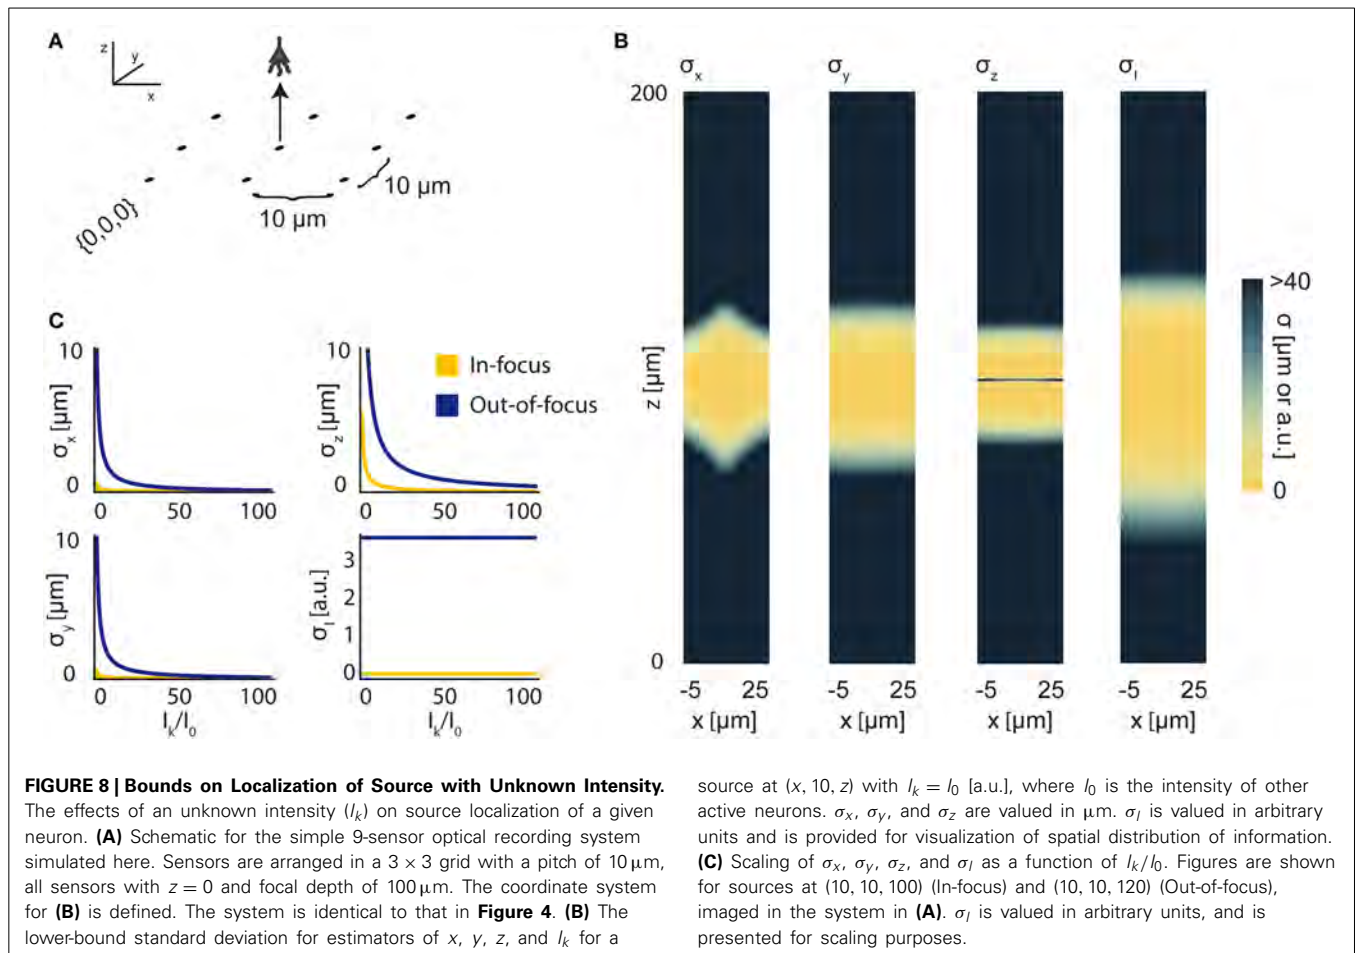 A
z
y
x
10 μm
10 μm
{0,0,0}
B
σx
σy
σz
σI
200
z [μm]
0
-5 25
-5 25
-5 25
-5 25
x [μm]
x [μm]
x [μm]
x [μm]
>40
σ [μm or a.u.]
0
C
10
σx [μm]
0
0 50 100
10
σz [μm]
0
0 50 100
In-focus
Out-of-focus
10
σy [μm]
0
0 50 100
Ik/I0
3
2
1
0
σI [a.u.]
0 50 100
Ik/I0
FIGURE 8 | Bounds on Localization of Source with Unknown Intensity.
The effects of an unknown intensity (Ik) on source localization of a given
neuron. (A) Schematic for the simple 9-sensor optical recording system
simulated here. Sensors are arranged in a 3 × 3 grid with a pitch of 10 μm,
all sensors with z = 0 and focal depth of 100 μm. The coordinate system
for (B) is defined. The system is identical to that in Figure 4. (B) The
lower-bound standard deviation for estimators of x, y, z, and Ik for a
source at (x, 10, z) with Ik = I0 [a.u.], where I0 is the intensity of other
active neurons. σx, σy, and σz are valued in μm. σI is valued in arbitrary
units and is provided for visualization of spatial distribution of information.
(C) Scaling of σx, σy, σz, and σI as a function of Ik/I0. Figures are shown
for sources at (10, 10, 100) (In-focus) and (10, 10, 120) (Out-of-focus),
imaged in the system in (A). σI is valued in arbitrary units, and is
presented for scaling purposes.